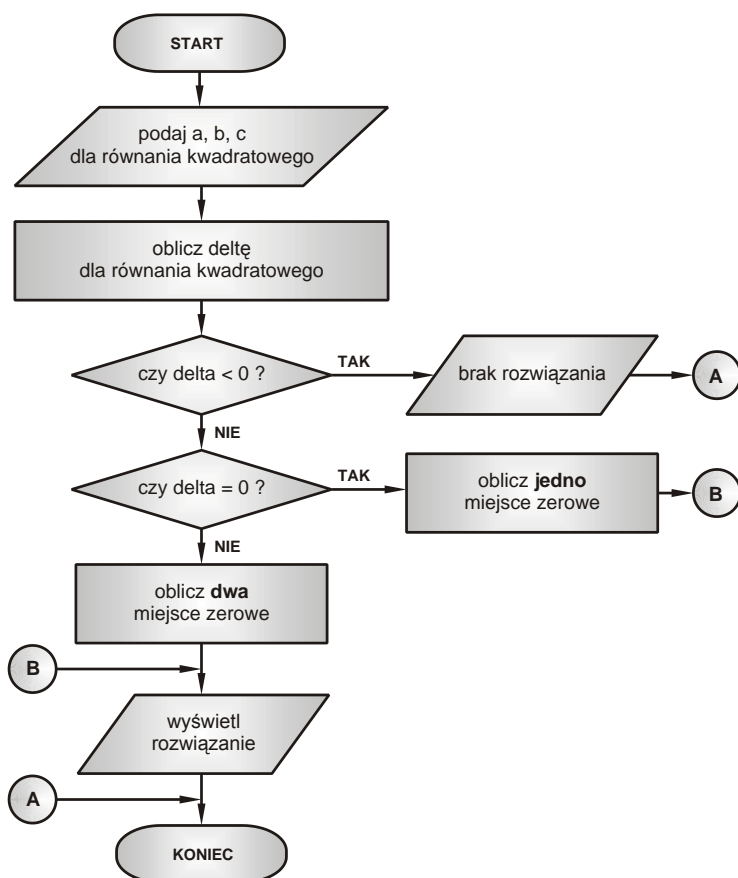 START
podaj a, b, c
dla równania kwadratowego
oblicz deltę
dla równania kwadratowego
czy delta < 0 ?
TAK
brak rozwiązania
A
NIE
czy delta = 0 ?
TAK
oblicz jedno
miejsce zerowe
B
NIE
oblicz dwa
miejsce zerowe
B
wyświetl
rozwiązanie
A
KONIEC